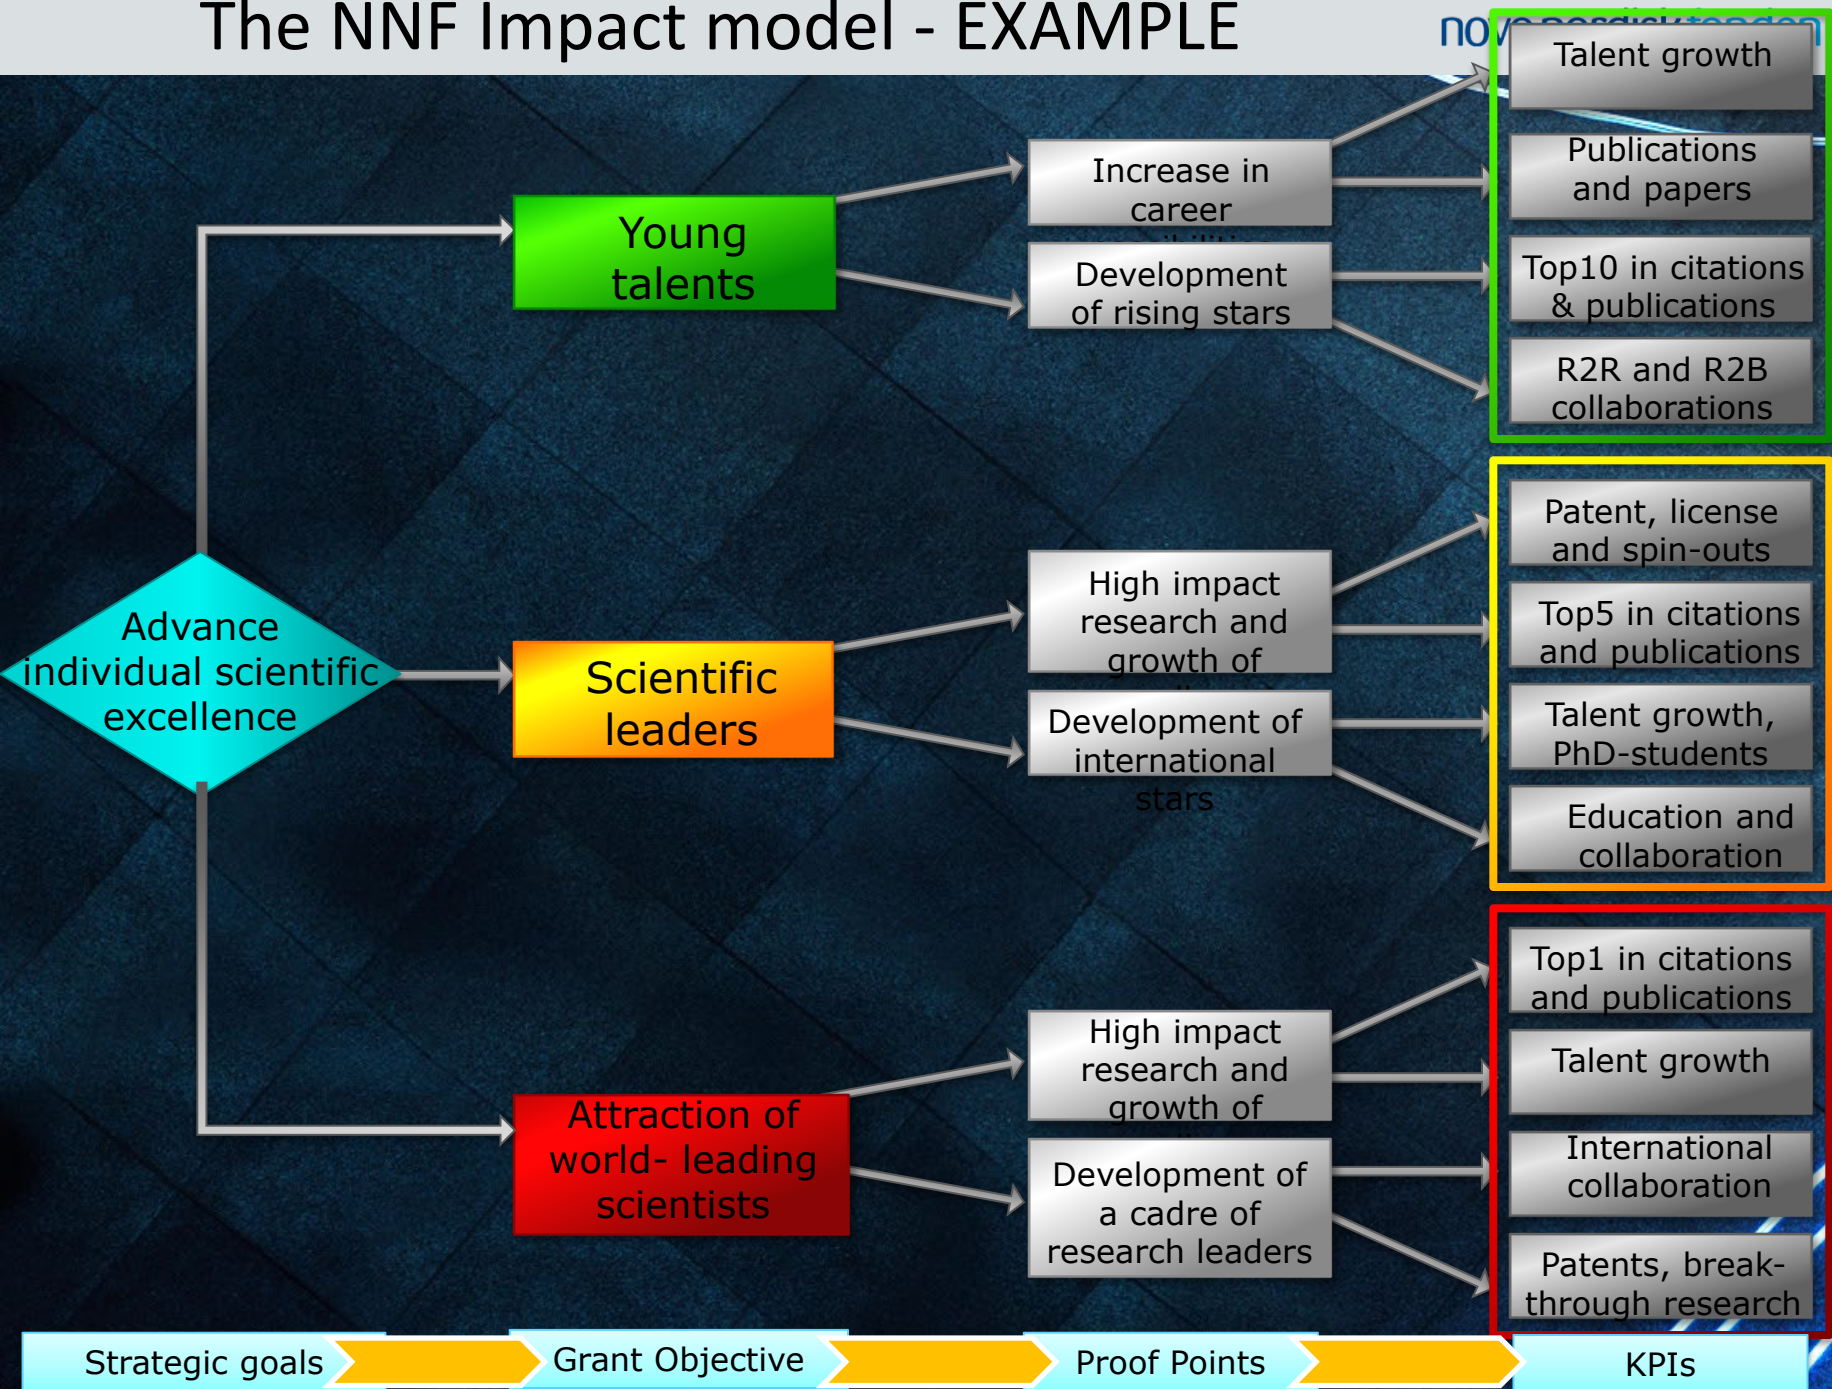 The NNF Impact model - EXAMPLE
Talent growth
Publications
and papers
Top10 in citations
& publications
R2R and R2B
collaborations
Increase in
career
Development
of rising stars
Young
talents
Patent, license
and spin-outs
Top5 in citations
and publications
Talent growth,
PhD-students
Education and
collaboration
High impact
research and
growth of
Development of
international
stars
Scientific
leaders
Advance
individual scientific
excellence
Top1 in citations
and publications
Talent growth
International
collaboration
Patents, break-
through research
High impact
research and
growth of
Development of
a cadre of
research leaders
Attraction of
world- leading
scientists
Strategic goals
Grant Objective
Proof Points
KPIs